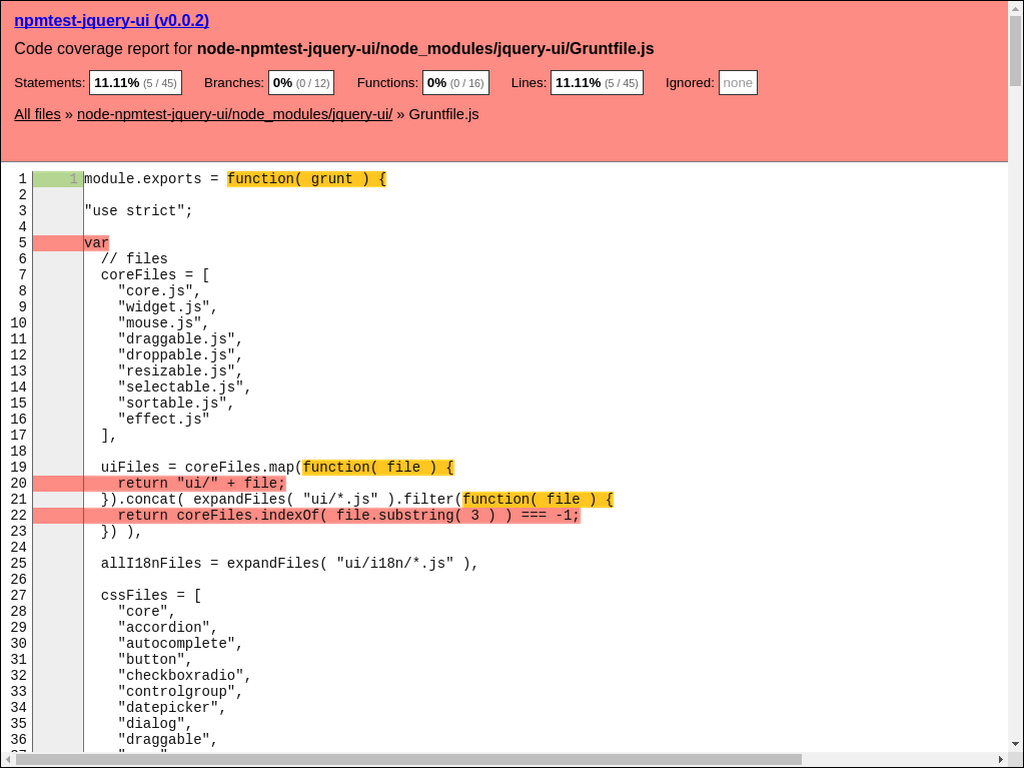 npmtest-jquery-ui (v0.0.2)
Code coverage report for node-npmtest-jquery-ui/node_modules/jquery-ui/Gruntfile.js
Statements: 11.11% (5 / 45) Branches: 0% (0 / 12) Functions: 0% (0 / 16) Lines: 11.11% (5 / 45) Ignored: none
All files » node-npmtest-jquery-ui/node_modules/jquery-ui/ » Gruntfile.js
1 1 module.exports = function( grunt ) {
2
3 "use strict";
4
5 var
6 // files
7 coreFiles = [
8 "core.js",
9 "widget.js",
10 "mouse.js",
11 "draggable.js",
12 "droppable.js",
13 "resizable.js",
14 "selectable.js",
15 "sortable.js",
16 "effect.js"
17 ],
18
19 uiFiles = coreFiles.map(function( file ) {
20 return "ui/" + file;
21 }).concat( expandFiles( "ui/*.js" ).filter(function( file ) {
22 return coreFiles.indexOf( file.substring( 3 ) ) === -1;
23 }) ),
24
25 allI18nFiles = expandFiles( "ui/i18n/*.js" ),
26
27 cssFiles = [
28 "core",
29 "accordion",
30 "autocomplete",
31 "button",
32 "checkboxradio",
33 "controlgroup",
34 "datepicker",
35 "dialog",
36 "draggable",